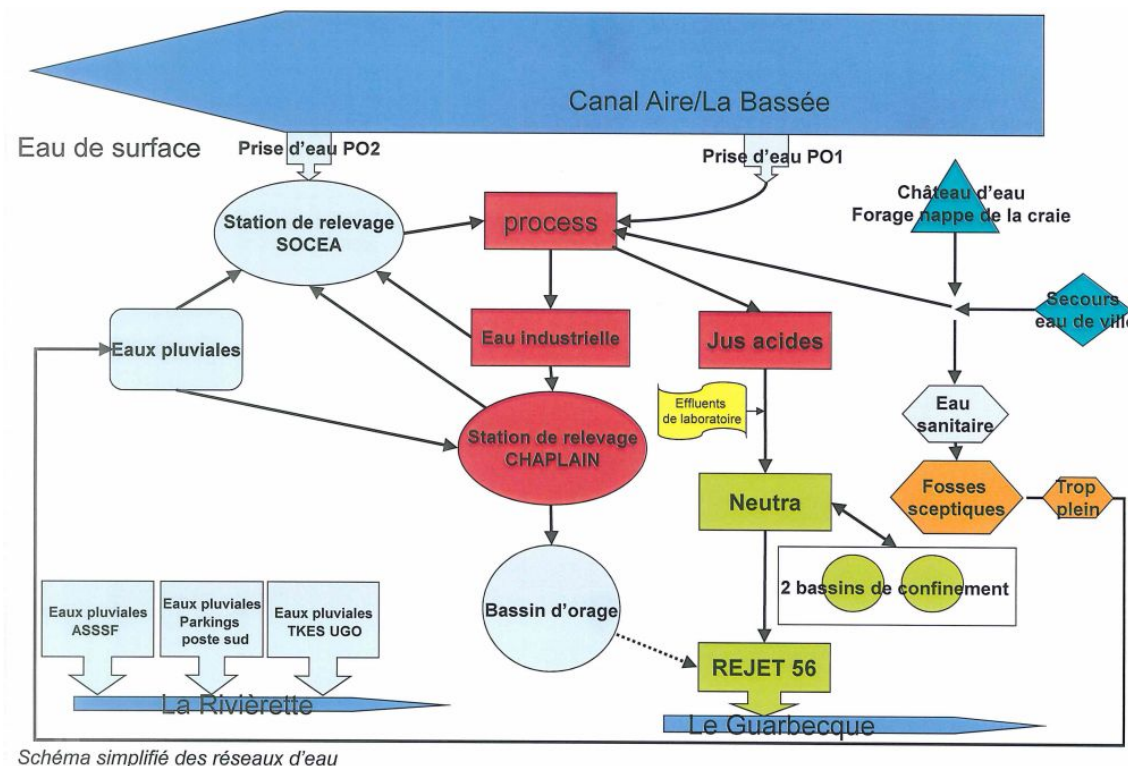 Canal Aire/La Bassée
Eau de surface
Prise d'eau PO2
Prise d'eau PO1
Château d'eau
Forage nappe de la craie
Station de relevage
SOCEA
process
Secours
eau de ville
Eaux pluviales
Eau industrielle
Jus acides
Effluents
de laboratoire
Eau
sanitaire
Station de relevage
CHAPLAIN
Neutra
Fosses
sceptiques
Trop
plein
2 bassins de confinement
Bassin d'orage
Eaux pluviales
ASSSF
Eaux pluviales
Parkings
poste sud
Eaux pluviales
TKES UGO
REJET 56
La Rivièrette
Le Guarbecque
Schéma simplifié des réseaux d'eau